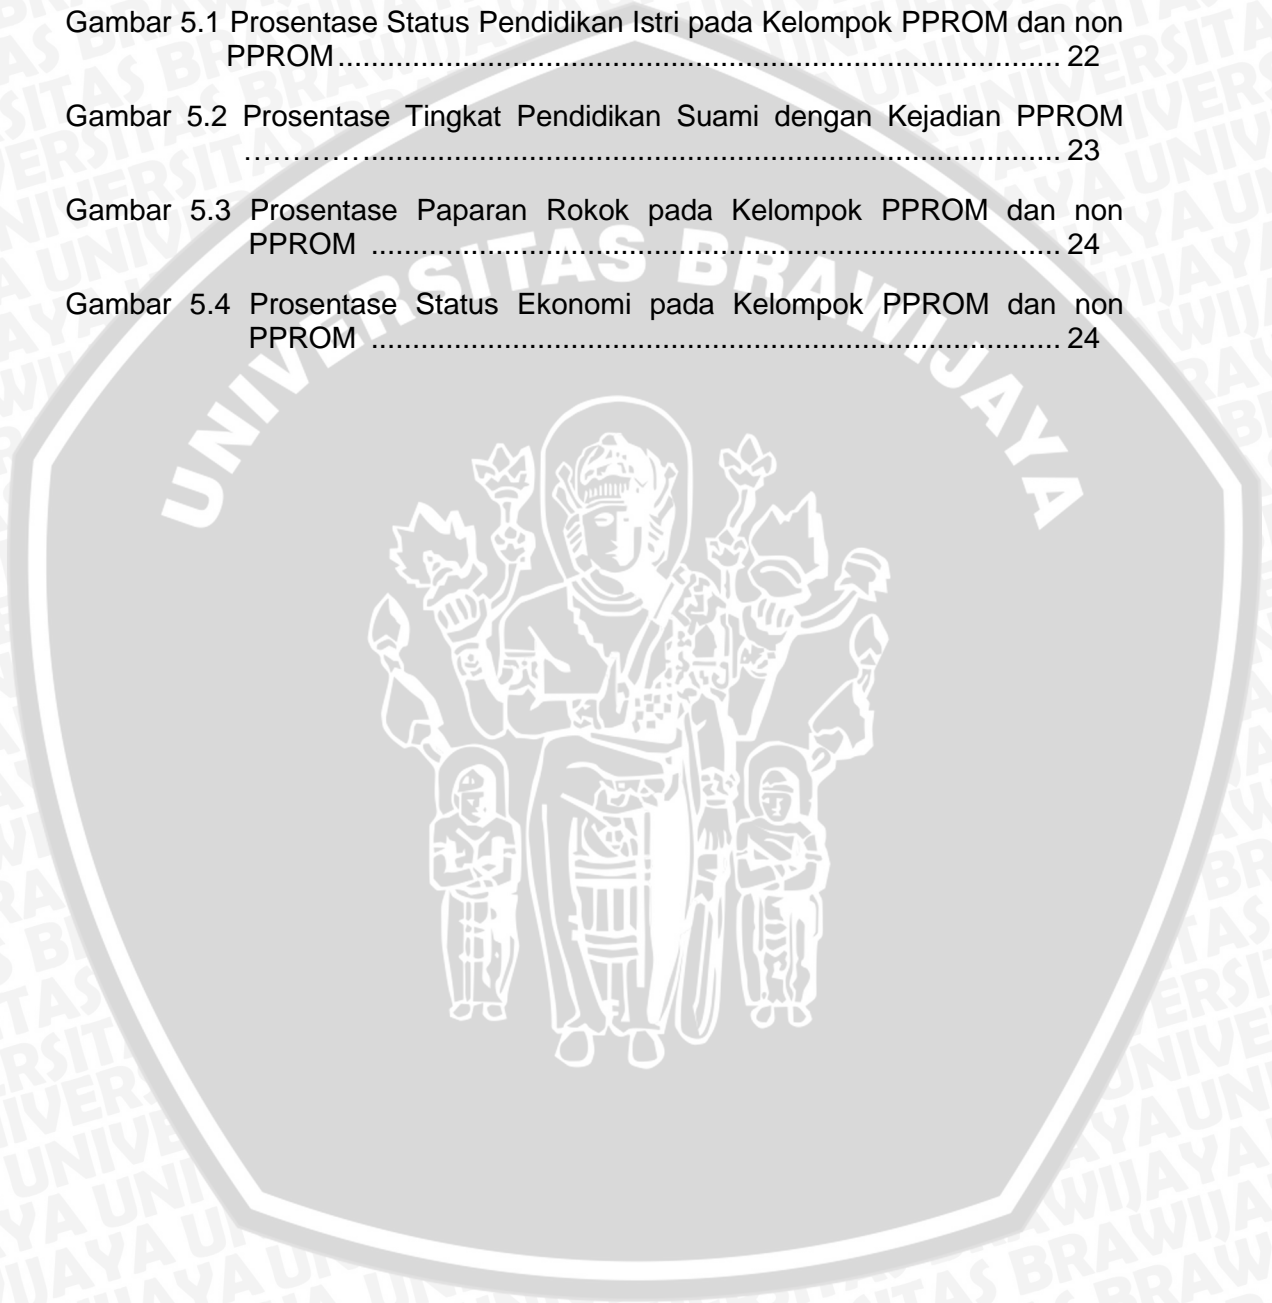 Gambar 5.1 Prosentase Status Pendidikan Istri pada Kelompok PPROM dan non
PPROM....................................................................................... 22
Gambar 5.2 Prosentase Tingkat Pendidikan Suami dengan Kejadian PPROM
…………..................................................................................... 23
Gambar 5.3 Prosentase Paparan Rokok pada Kelompok PPROM dan non
PPROM .................................................................................... 24
Gambar 5.4 Prosentase Status Ekonomi pada Kelompok PPROM dan non
PPROM .................................................................................... 24
UNIVERSITAS BRAWIJAYA